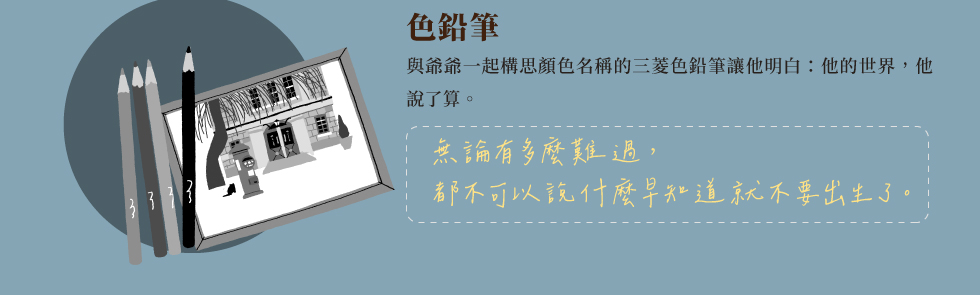 色鉛筆
與爺爺一起構思顏色名稱的三菱色鉛筆讓他明白：他的世界，他
說了算。
無論有多麼難過，
都不可以說什麼早知道就不要出生了。